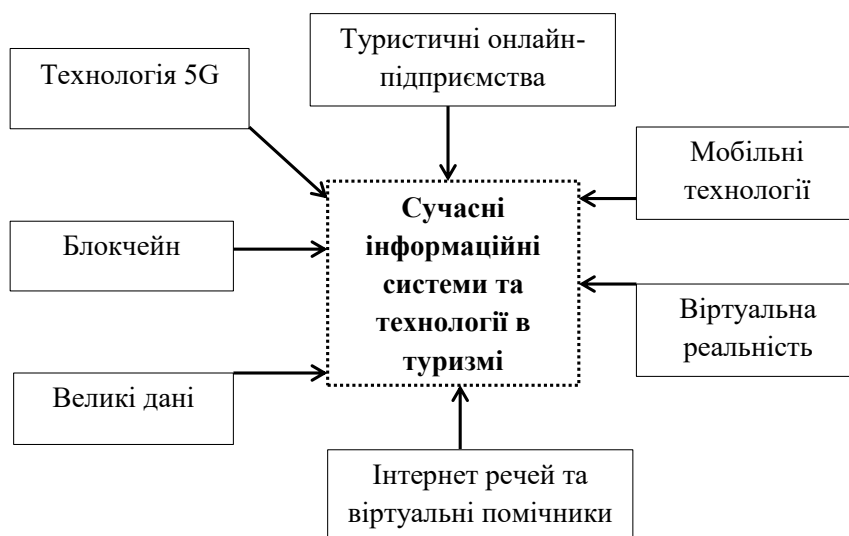 Туристичні онлайн-
підприємства
Технологія 5G
Мобільні
технології
Сучасні
інформаційні
системи та
технології в
туризмі
Блокчейн
Віртуальна
реальність
Великі дані
Інтернет речей та
віртуальні помічники